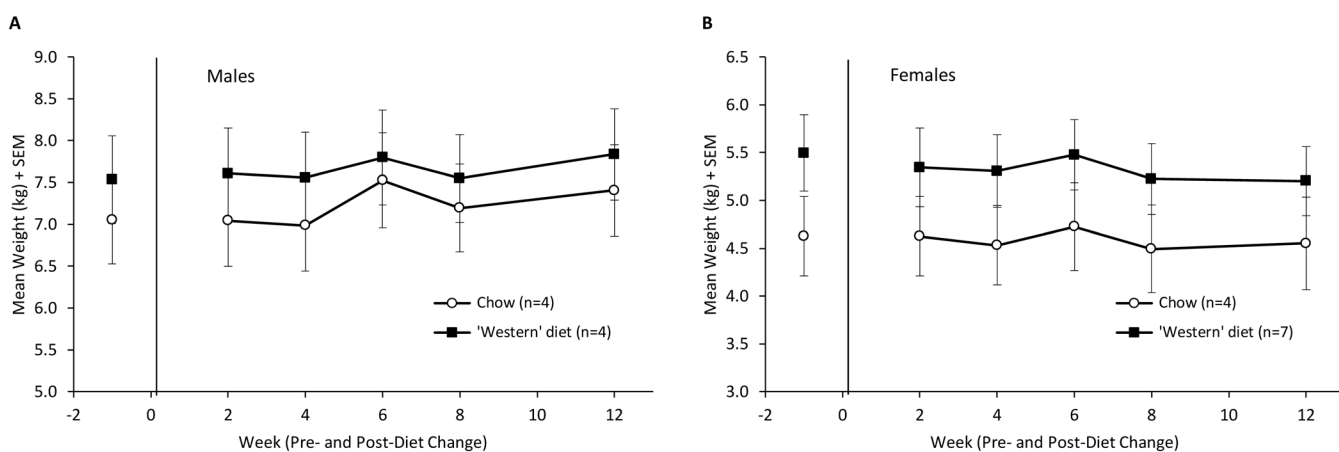 A
Males
Mean Weight (kg) + SEM
9.0
8.5
8.0
7.5
7.0
6.5
6.0
5.5
5.0
Chow (n=4)
'Western' diet (n=4)
-2 0 2 4 6 8 10 12
Week (Pre- and Post-Diet Change)
B
Females
Mean Weight (kg) + SEM
6.5
6.0
5.5
5.0
4.5
4.0
3.5
3.0
Chow (n=4)
'Western' diet (n=7)
-2 0 2 4 6 8 10 12
Week (Pre- and Post-Diet Change)